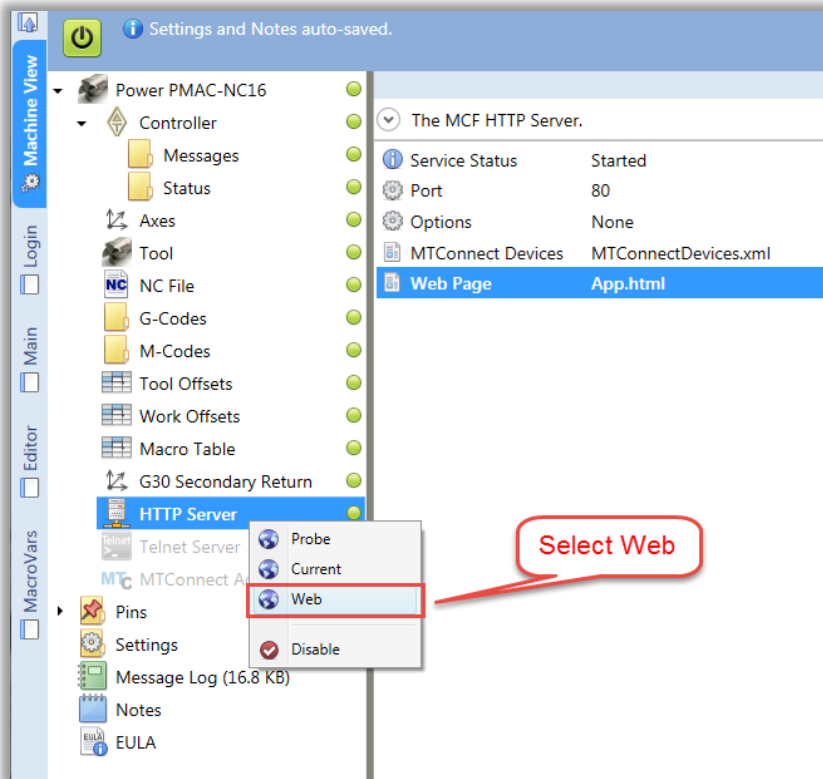 Settings and Notes auto-saved.
Machine View
Login
Main
Editor
MacroVars
Power PMAC-NC16
Controller
Messages
Status
Axes
Tool
NC
NC File
G-Codes
M-Codes
Tool Offsets
Work Offsets
Macro Table
G30 Secondary Return
HTTP Server
Telnet
>_
Telnet Server
MTC
MTConnect A
Pins
Settings
Message Log (16.8 KB)
Notes
EULA
EULA
Probe
Current
Web
Disable
The MCF HTTP Server.
Service Status Started
Port 80
Options None
MTConnect Devices MTConnectDevices.xml
Web Page App.html
Select Web